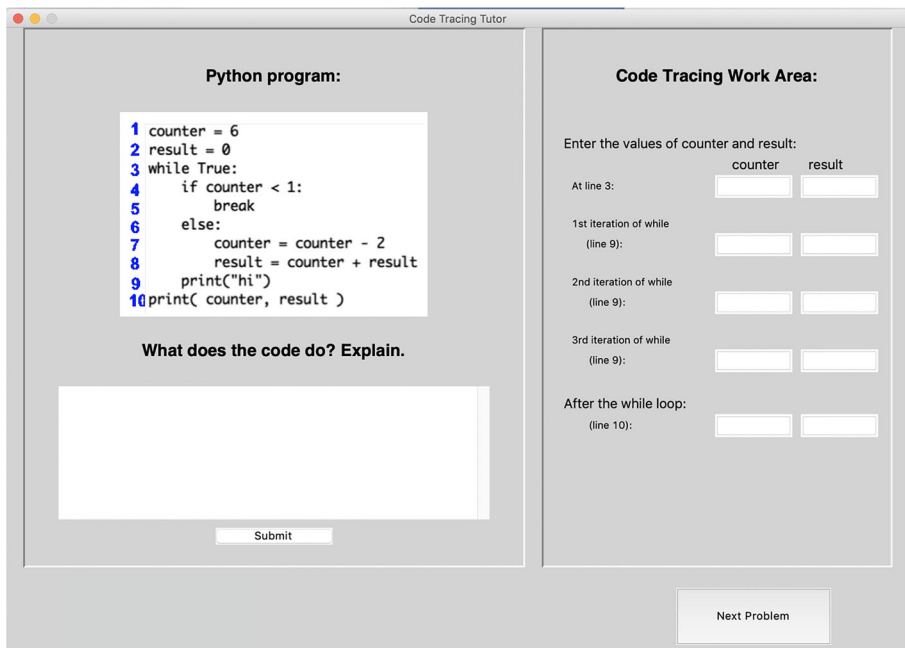 Code Tracing Tutor
Python program:
1 counter = 6
2 result = 0
3 while True:
4     if counter < 1:
5         break
6     else:
7         counter = counter - 2
8         result = counter + result
9     print("hi")
10 print( counter, result )
What does the code do? Explain.
Submit
Code Tracing Work Area:
Enter the values of counter and result:
counter result
At line 3:
1st iteration of while
(line 9):
2nd iteration of while
(line 9):
3rd iteration of while
(line 9):
After the while loop:
(line 10):
Next Problem